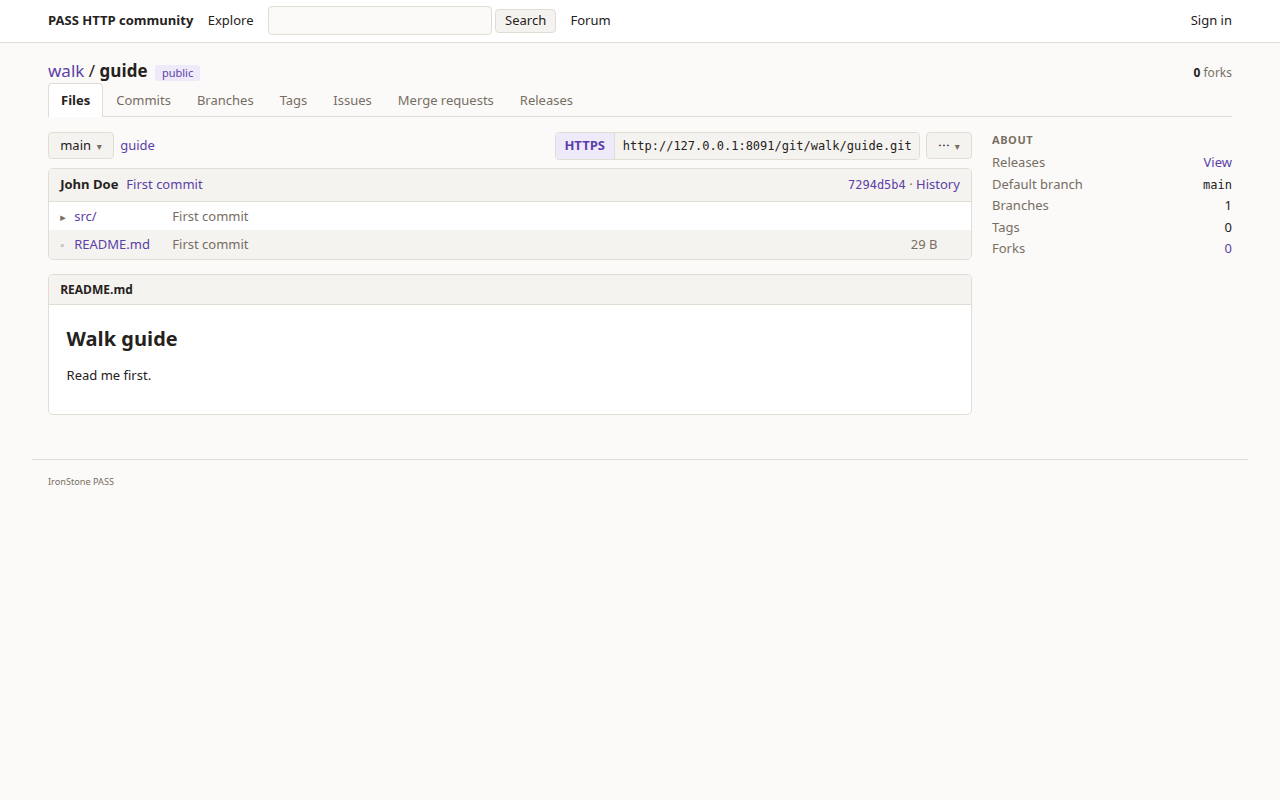 PASS HTTP community Explore Search Forum Sign in
walk / guide public 0 forks
Files Commits Branches Tags Issues Merge requests Releases
main ▾ guide HTTPS http://127.0.0.1:8091/git/walk/guide.git ··· ▾
John Doe First commit 7294d5b4 · History
▸ src/ First commit
◦ README.md First commit 29 B
README.md
Walk guide
Read me first.
ABOUT
Releases View
Default branch main
Branches 1
Tags 0
Forks 0
IronStone PASS